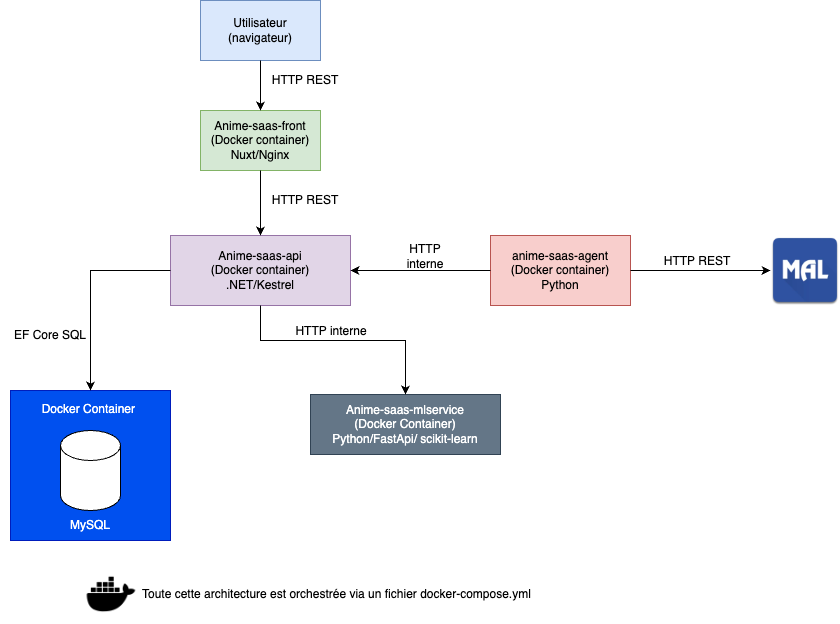 Utilisateur
(navigateur)
HTTP REST
Anime-saas-front
(Docker container)
Nuxt/Nginx
HTTP REST
Anime-saas-api
(Docker container)
.NET/Kestrel
HTTP
interne
anime-saas-agent
(Docker container)
Python
HTTP REST
MAL
EF Core SQL
HTTP interne
Docker Container
MySQL
Anime-saas-mlservice
(Docker Container)
Python/FastApi/ scikit-learn
Toute cette architecture est orchestrée via un fichier docker-compose.yml